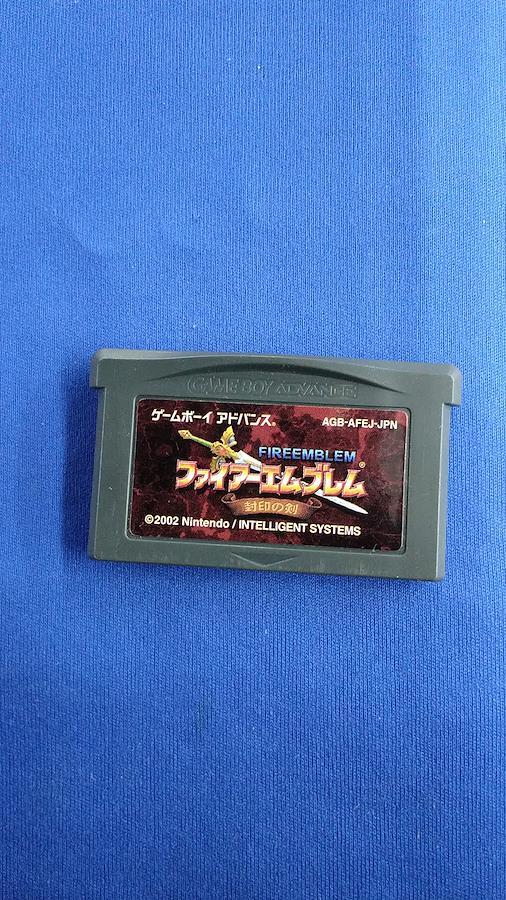 GAME BOY ADVANCE
ゲームボーイ アドバンス® AGB-AFEJ-JPN
FIREEMBLEM
ファイアーエムブレム®
封印の剣
©2002 Nintendo / INTELLIGENT SYSTEMS